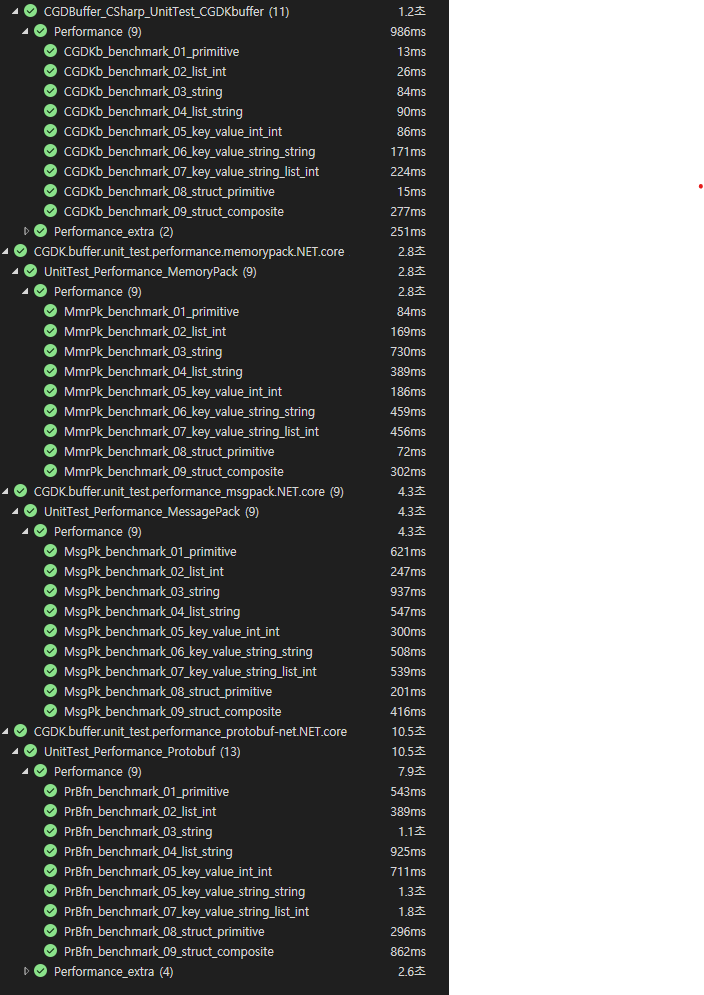 CGDBuffer_CSharp_UnitTest_CGDKbuffer (11) 1.2초
Performance (9) 986ms
CGDKb_benchmark_01_primitive 13ms
CGDKb_benchmark_02_list_int 26ms
CGDKb_benchmark_03_string 84ms
CGDKb_benchmark_04_list_string 90ms
CGDKb_benchmark_05_key_value_int_int 86ms
CGDKb_benchmark_06_key_value_string_string 171ms
CGDKb_benchmark_07_key_value_string_list_int 224ms
CGDKb_benchmark_08_struct_primitive 15ms
CGDKb_benchmark_09_struct_composite 277ms
Performance_extra (2) 251ms
CGDK.buffer.unit_test.performance.memorypack.NET.core 2.8초
UnitTest_Performance_MemoryPack (9) 2.8초
Performance (9) 2.8초
MmrPk_benchmark_01_primitive 84ms
MmrPk_benchmark_02_list_int 169ms
MmrPk_benchmark_03_string 730ms
MmrPk_benchmark_04_list_string 389ms
MmrPk_benchmark_05_key_value_int_int 186ms
MmrPk_benchmark_06_key_value_string_string 459ms
MmrPk_benchmark_07_key_value_string_list_int 456ms
MmrPk_benchmark_08_struct_primitive 72ms
MmrPk_benchmark_09_struct_composite 302ms
CGDK.buffer.unit_test.performance_msgpack.NET.core (9) 4.3초
UnitTest_Performance_MessagePack (9) 4.3초
Performance (9) 4.3초
MsgPk_benchmark_01_primitive 621ms
MsgPk_benchmark_02_list_int 247ms
MsgPk_benchmark_03_string 937ms
MsgPk_benchmark_04_list_string 547ms
MsgPk_benchmark_05_key_value_int_int 300ms
MsgPk_benchmark_06_key_value_string_string 508ms
MsgPk_benchmark_07_key_value_string_list_int 539ms
MsgPk_benchmark_08_struct_primitive 201ms
MsgPk_benchmark_09_struct_composite 416ms
CGDK.buffer.unit_test.performance_protobuf-net.NET.core 10.5초
UnitTest_Performance_Protobuf (13) 10.5초
Performance (9) 7.9초
PrBfn_benchmark_01_primitive 543ms
PrBfn_benchmark_02_list_int 389ms
PrBfn_benchmark_03_string 1.1초
PrBfn_benchmark_04_list_string 925ms
PrBfn_benchmark_05_key_value_int_int 711ms
PrBfn_benchmark_05_key_value_string_string 1.3초
PrBfn_benchmark_07_key_value_string_list_int 1.8초
PrBfn_benchmark_08_struct_primitive 296ms
PrBfn_benchmark_09_struct_composite 862ms
Performance_extra (4) 2.6초